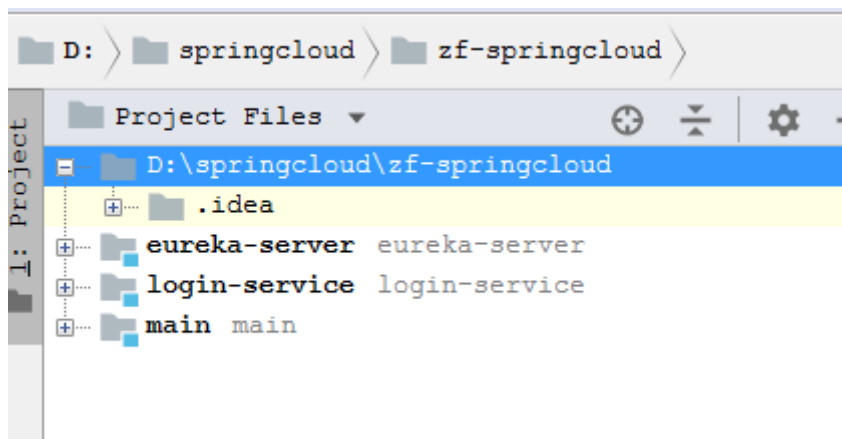 D: springcloud zf-springcloud
Project Files
1: Project
D:\springcloud\zf-springcloud
.idea
eureka-server eureka-server
login-service login-service
main main